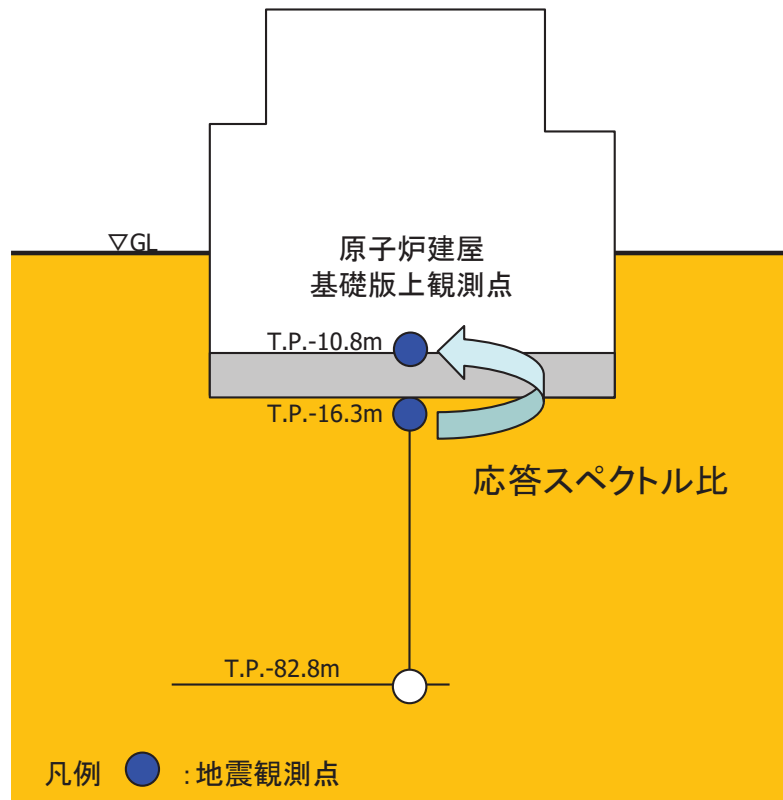 ▽GL
原子炉建屋
基礎版上観測点
T.P.-10.8m
T.P.-16.3m
応答スペクトル比
T.P.-82.8m
凡例 ：地震観測点